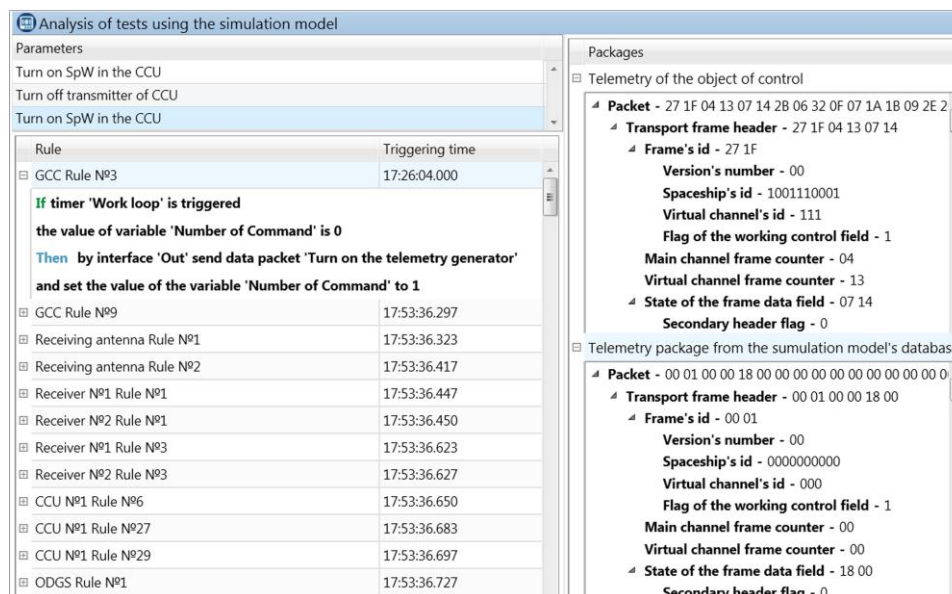 Analysis of tests using the simulation model
Parameters
Turn on SpW in the CCU
Turn off transmitter of CCU
Turn on SpW in the CCU
Rule Triggering time
GCC Rule №3 17:26:04.000
If timer 'Work loop' is triggered
the value of variable 'Number of Command' is 0
Then by interface 'Out' send data packet 'Turn on the telemetry generator'
and set the value of the variable 'Number of Command' to 1
GCC Rule №9 17:53:36.297
Receiving antenna Rule №1 17:53:36.323
Receiving antenna Rule №2 17:53:36.417
Receiver №1 Rule №1 17:53:36.447
Receiver №2 Rule №1 17:53:36.450
Receiver №1 Rule №3 17:53:36.623
Receiver №2 Rule №3 17:53:36.627
CCU №1 Rule №6 17:53:36.650
CCU №1 Rule №27 17:53:36.683
CCU №1 Rule №29 17:53:36.697
ODGS Rule №1 17:53:36.727
Packages
Telemetry of the object of control
Packet - 27 1F 04 13 07 14 2B 06 32 0F 07 1A 1B 09 2E 2
Transport frame header - 27 1F 04 13 07 14
Frame's id - 27 1F
Version's number - 00
Spaceship's id - 1001110001
Virtual channel's id - 111
Flag of the working control field - 1
Main channel frame counter - 04
Virtual channel frame counter - 13
State of the frame data field - 07 14
Secondary header flag - 0
Telemetry package from the sumulation model's databas
Packet - 00 01 00 00 18 00 00 00 00 00 00 00 00 00 00 0
Transport frame header - 00 01 00 00 18 00
Frame's id - 00 01
Version's number - 00
Spaceship's id - 0000000000
Virtual channel's id - 000
Flag of the working control field - 1
Main channel frame counter - 00
Virtual channel frame counter - 00
State of the frame data field - 18 00
Secondary header flag - 0